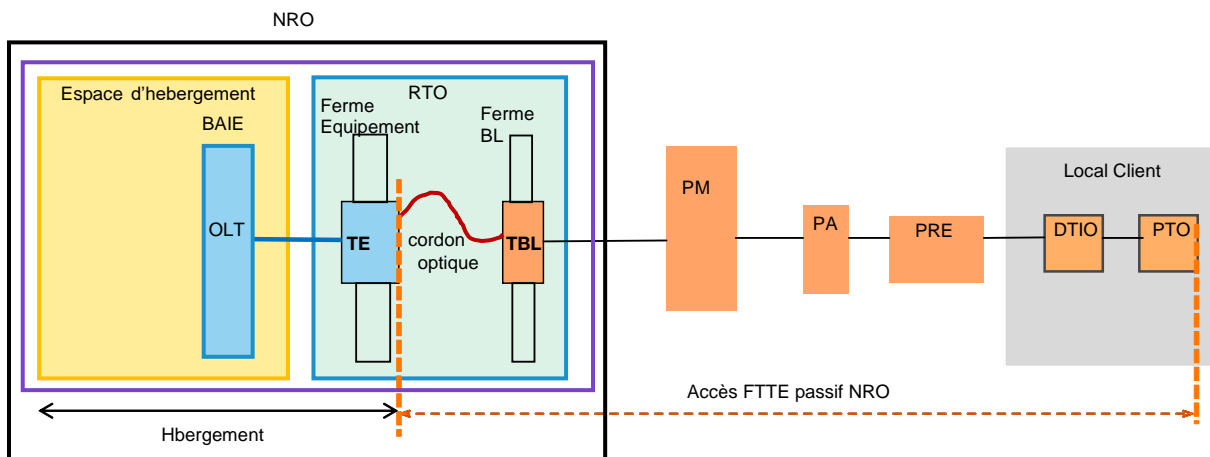 NRO
Espace d'hebergement
RTO
BAIE
Ferme
Equipement
Ferme
BL
OLT
TE
cordon
optique
TBL
PM
PA
PRE
Local Client
DTIO
PTO
Accès FTTE passif NRO
Hbergement